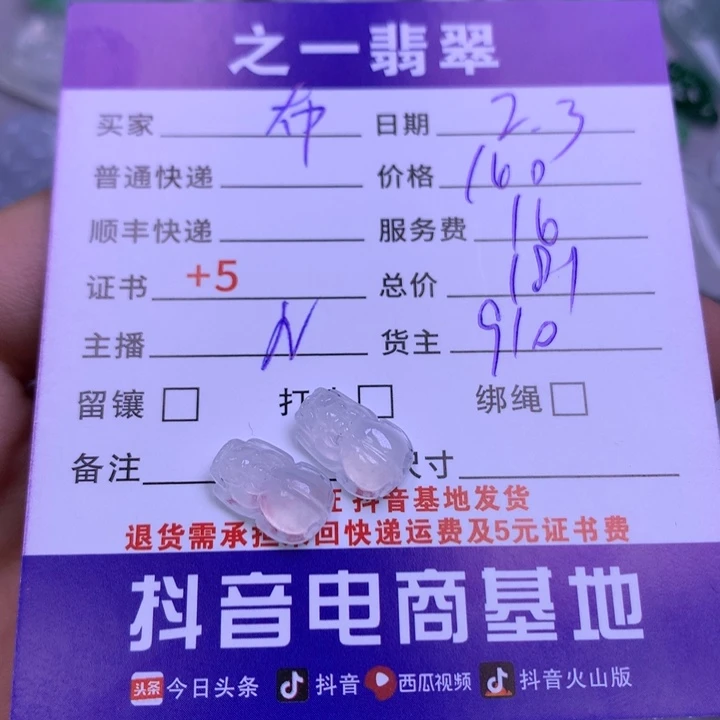 之一翡翠
买家 布 日期 2.3
普通快递 价格 160
顺丰快递 服务费 16
证书 +5 总价 181
主播 N 货主 910
留镶 打 绑绳
备注 尺寸
证 抖音基地发货
退货需承担 回快递运费及5元证书费
抖音电商基地
头条 今日头条 抖音 西瓜视频 抖音火山版